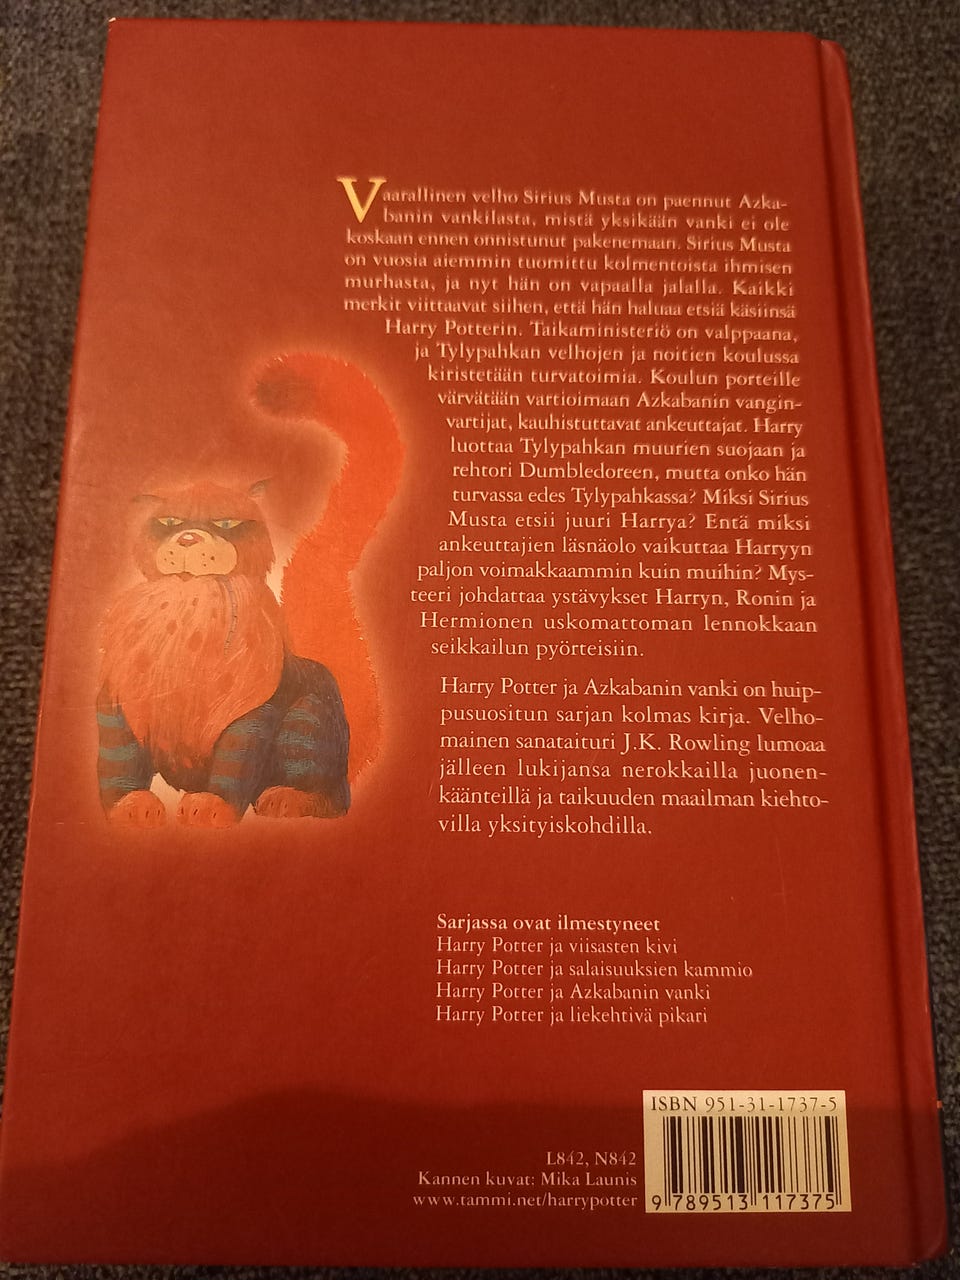 Vaarallinen velho Sirius Musta on paennut Azka-
banin vankilasta, mistä yksikään vanki ei ole
koskaan ennen onnistunut pakenemaan. Sirius Musta
on vuosia aiemmin tuomittu kolmentoista ihmisen
murhasta, ja nyt hän on vapaalla jalalla. Kaikki
merkit viittaavat siihen, että hän haluaa etsiä käsiinsä
Harry Potterin. Taikaministeriö on valppaana,
ja Tylypahkan velhojen ja noitien koulussa
kiristetään turvatoimia. Koulun porteille
värvätään vartioimaan Azkabanin vangin-
vartijat, kauhistuttavat ankeuttajat. Harry
luottaa Tylypahkan muurien suojaan ja
rehtori Dumbledoreen, mutta onko hän
turvassa edes Tylypahkassa? Miksi Sirius
Musta etsii juuri Harrya? Entä miksi
ankeuttajien läsnäolo vaikuttaa Harryyn
paljon voimakkaammin kuin muihin? Mys-
teeri johdattaa ystävykset Harryn, Ronin ja
Hermionen uskomattoman lennokkaan
seikkailun pyörteisiin.
Harry Potter ja Azkabanin vanki on huip-
pusuositun sarjan kolmas kirja. Velho-
mainen sanataituri J.K. Rowling lumoaa
jälleen lukijansa nerokkailla juonen-
käänteillä ja taikuuden maailman kiehto-
villa yksityiskohdilla.
Sarjassa ovat ilmestyneet
Harry Potter ja viisasten kivi
Harry Potter ja salaisuuksien kammio
Harry Potter ja Azkabanin vanki
Harry Potter ja liekehtivä pikari
ISBN 951-31-1737-5
L842, N842
Kannen kuvat: Mika Launis
www.tammi.net/harrypotter
9 789513 117375